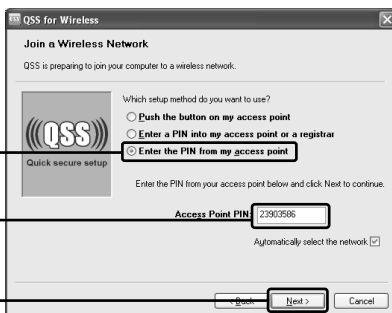 QSS for Wireless
Join a Wireless Network
QSS is preparing to join your computer to a wireless network.
Which setup method do you want to use?
Push the button on my access point
Enter a PIN into my access point or a registrar
Enter the PIN from my access point
((QSS))
Quick secure setup
Enter the PIN from your access point below and click Next to continue.
Access Point PIN: 23903586
Automatically select the network
< Back Next > Cancel